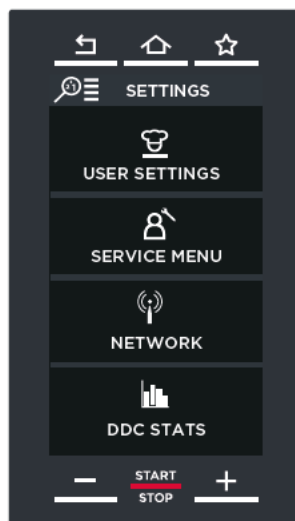 SETTINGS
USER SETTINGS
SERVICE MENU
NETWORK
DDC STATS
START
STOP